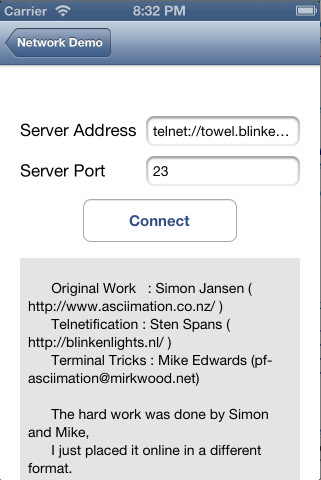 Carrier 8:32 PM
Network Demo
Server Address telnet://towel.blinke...
Server Port 23
Connect
Original Work : Simon Jansen (
http://www.asciimation.co.nz/ )
Telnetification : Sten Spans (
http://blinkenlights.nl/ )
Terminal Tricks : Mike Edwards (pf-
asciimation@mirkwood.net)
The hard work was done by Simon
and Mike,
I just placed it online in a different
format.